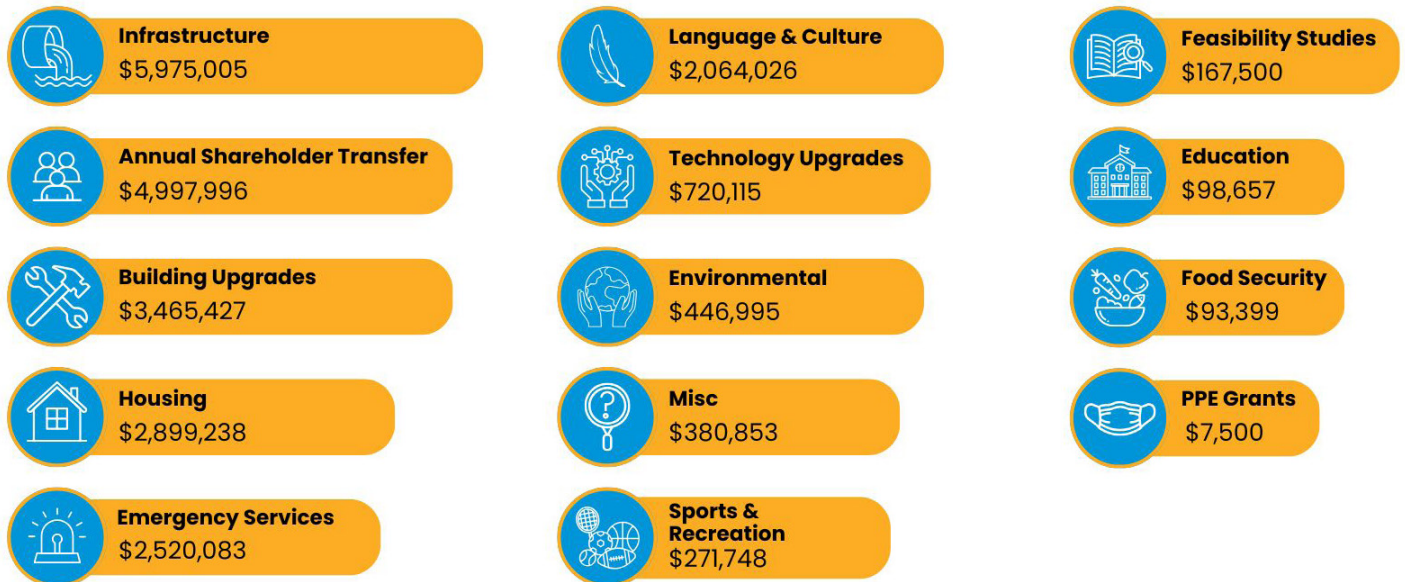 Infrastructure
$5,975,005
Annual Shareholder Transfer
$4,997,996
Building Upgrades
$3,465,427
Housing
$2,899,238
Emergency Services
$2,520,083
Language & Culture
$2,064,026
Technology Upgrades
$720,115
Environmental
$446,995
Misc
$380,853
Sports &
Recreation
$271,748
Feasibility Studies
$167,500
Education
$98,657
Food Security
$93,399
PPE Grants
$7,500